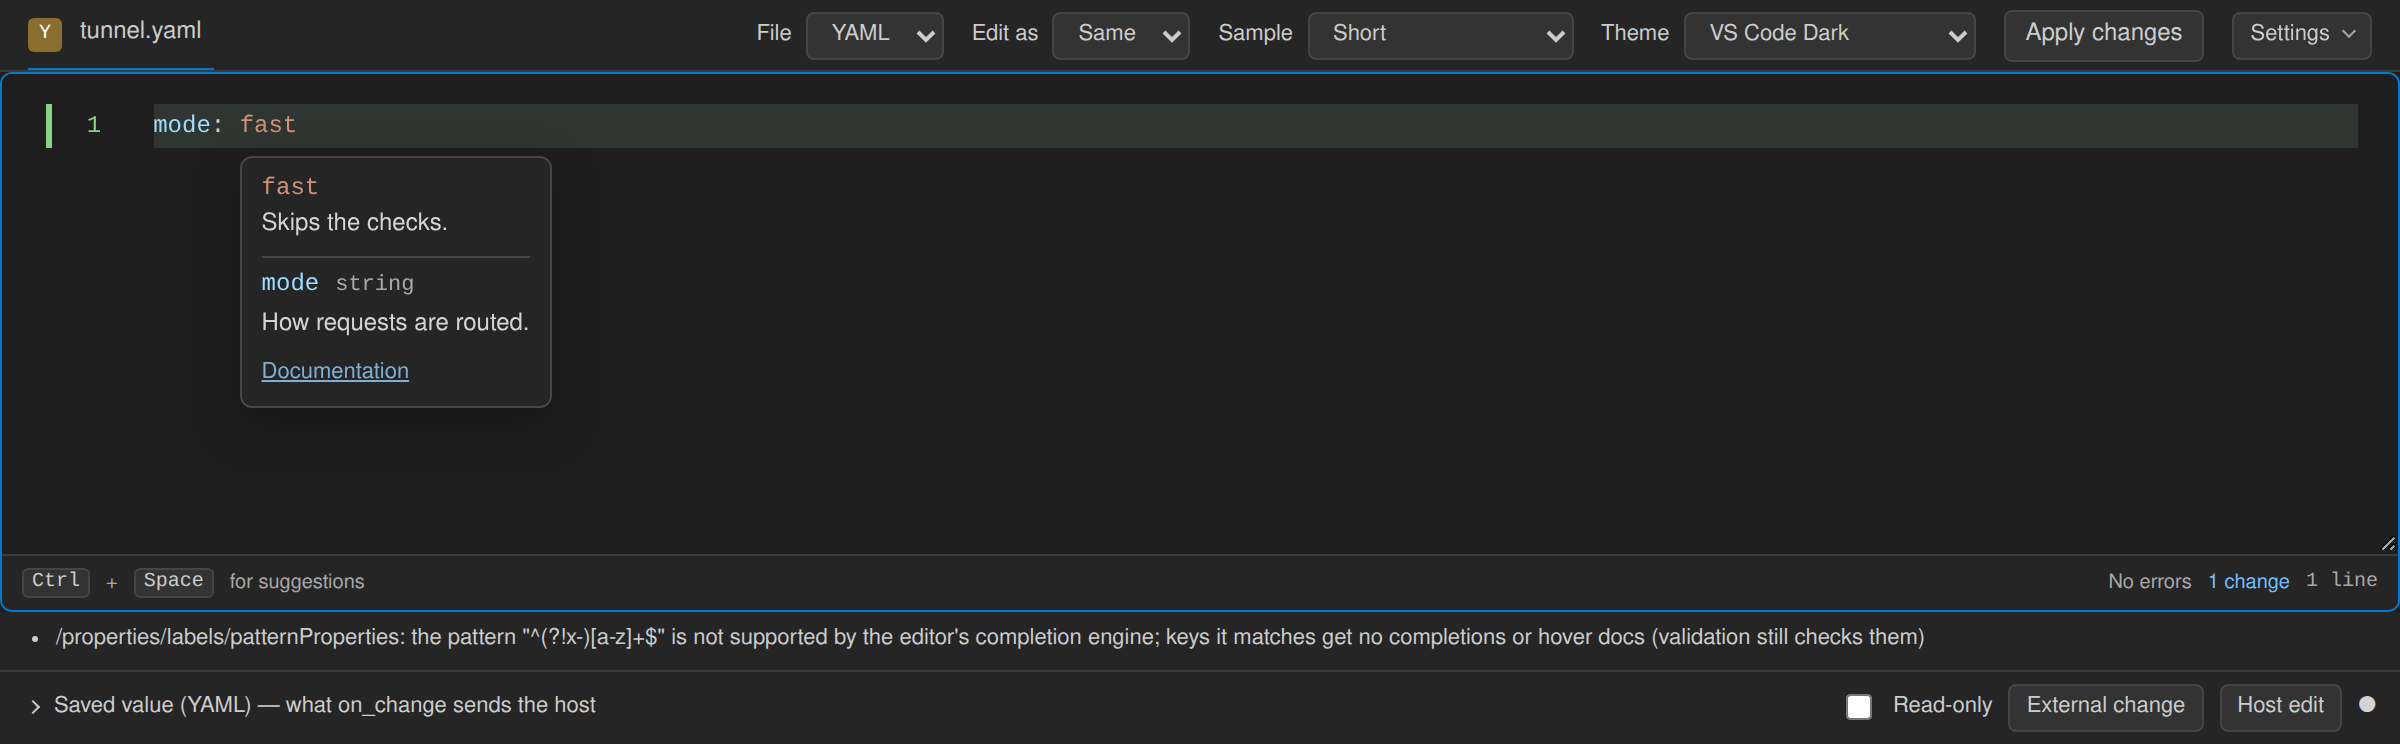 Y tunnel.yaml File YAML Edit as Same Sample Short Theme VS Code Dark Apply changes Settings
1 mode: fast
fast
Skips the checks.
mode string
How requests are routed.
Documentation
Ctrl + Space for suggestions No errors 1 change 1 line
• /properties/labels/patternProperties: the pattern "^(?!x-)[a-z]+$" is not supported by the editor's completion engine; keys it matches get no completions or hover docs (validation still checks them)
Saved value (YAML) — what on_change sends the host Read-only External change Host edit